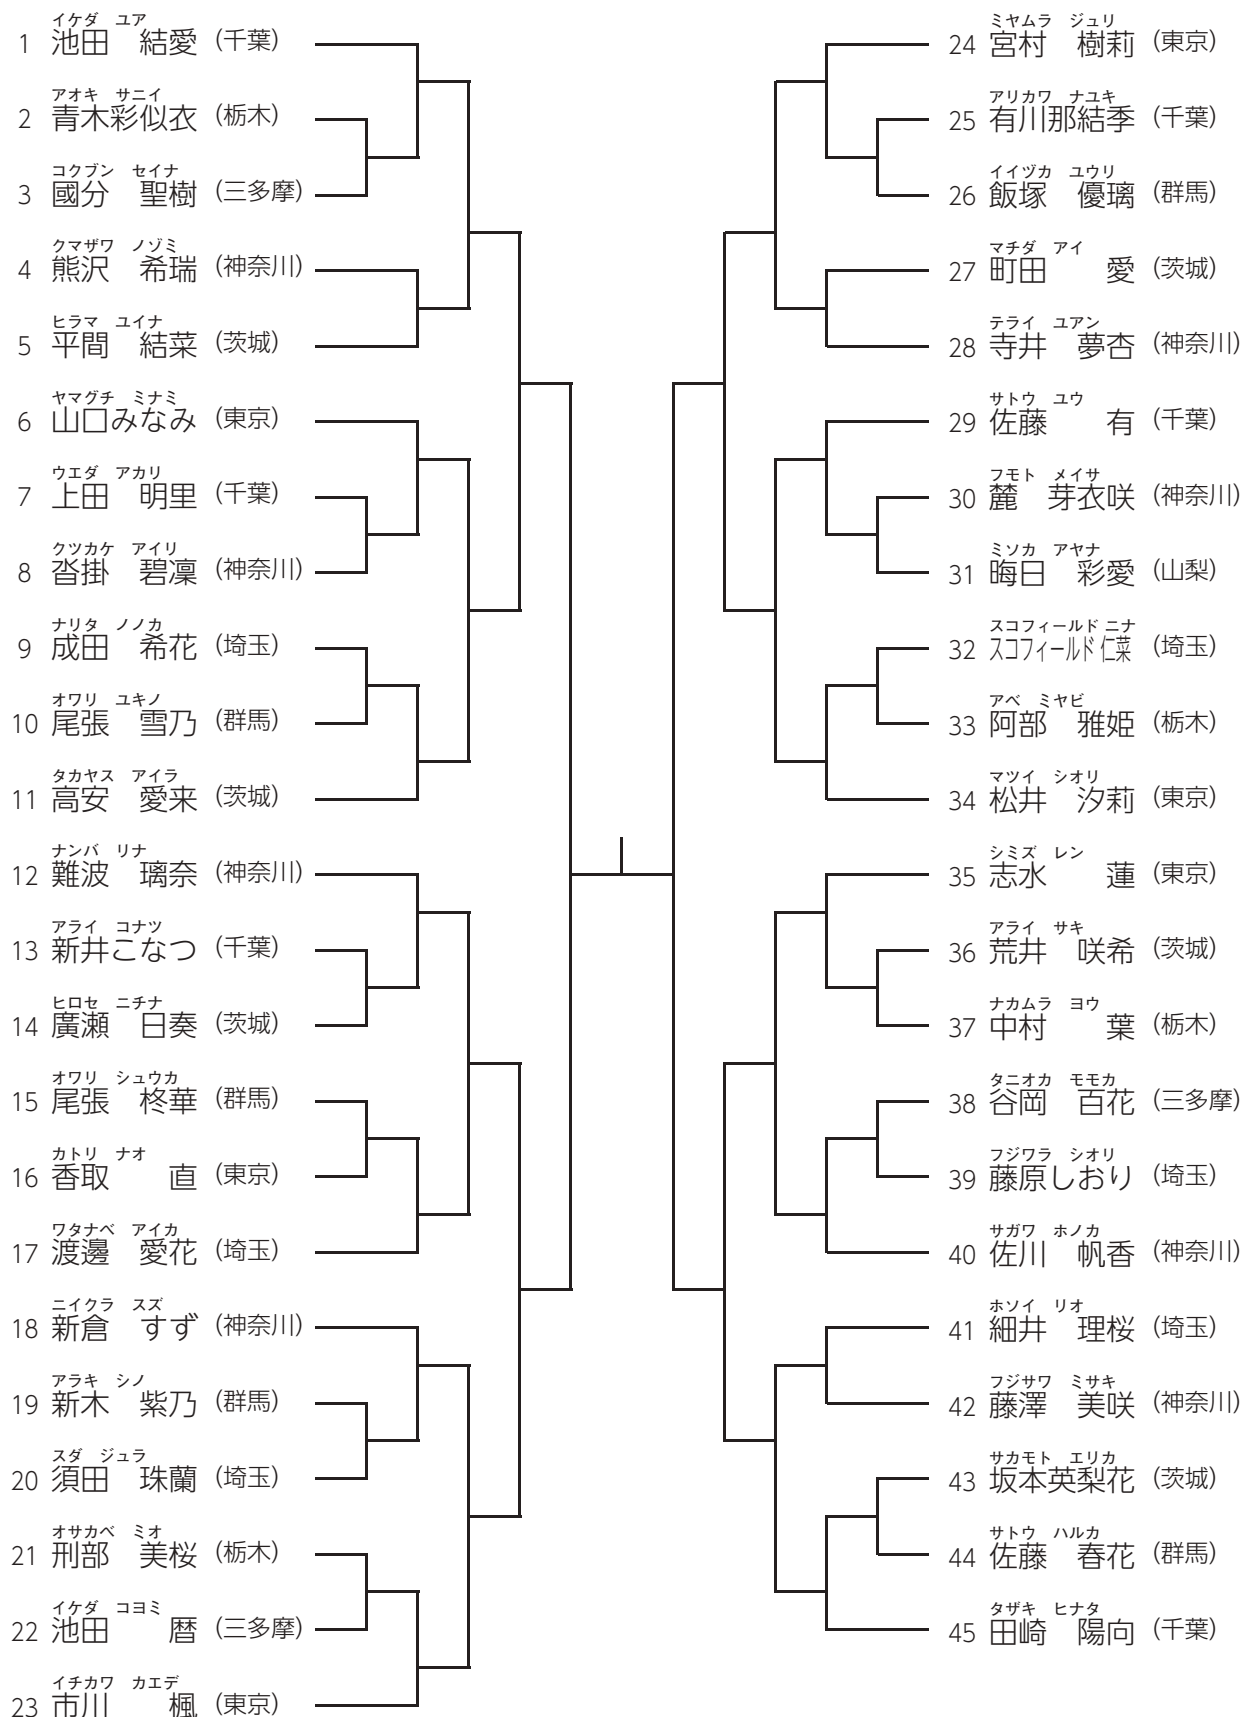 イケダ ユア
1 池田 結愛 (千葉)
アオキ サニイ
2 青木彩似衣 (栃木)
コクブン セイナ
3 國分 聖樹 (三多摩)
クマザワ ノゾミ
4 熊沢 希瑞 (神奈川)
ヒラマ ユイナ
5 平間 結菜 (茨城)
ヤマグチ ミナミ
6 山口みなみ (東京)
ウエダ アカリ
7 上田 明里 (千葉)
クツカケ アイリ
8 沓掛 碧凜 (神奈川)
ナリタ ノノカ
9 成田 希花 (埼玉)
オワリ ユキノ
10 尾張 雪乃 (群馬)
タカヤス アイラ
11 高安 愛来 (茨城)
ナンバ リナ
12 難波 璃奈 (神奈川)
アライ コナツ
13 新井こなつ (千葉)
ヒロセ ニチナ
14 廣瀬 日奏 (茨城)
オワリ シュウカ
15 尾張 柊華 (群馬)
カトリ ナオ
16 香取 直 (東京)
ワタナベ アイカ
17 渡邊 愛花 (埼玉)
ニイクラ スズ
18 新倉 すず (神奈川)
アラキ シノ
19 新木 紫乃 (群馬)
スダ ジュラ
20 須田 珠蘭 (埼玉)
オサカベ ミオ
21 刑部 美桜 (栃木)
イケダ コヨミ
22 池田 暦 (三多摩)
イチカワ カエデ
23 市川 楓 (東京)
ミヤムラ ジュリ
24 宮村 樹莉 (東京)
アリカワ ナユキ
25 有川那結季 (千葉)
イイヅカ ユウリ
26 飯塚 優璃 (群馬)
マチダ アイ
27 町田 愛 (茨城)
テライ ユアン
28 寺井 夢杏 (神奈川)
サトウ ユウ
29 佐藤 有 (千葉)
フモト メイサ
30 麓 芽衣咲 (神奈川)
ミソカ アヤナ
31 晦日 彩愛 (山梨)
スコフィールド ニナ
32 スコフィールド 仁菜 (埼玉)
アベ ミヤビ
33 阿部 雅姫 (栃木)
マツイ シオリ
34 松井 汐莉 (東京)
シミズ レン
35 志水 蓮 (東京)
アライ サキ
36 荒井 咲希 (茨城)
ナカムラ ヨウ
37 中村 葉 (栃木)
タニオカ モモカ
38 谷岡 百花 (三多摩)
フジワラ シオリ
39 藤原しおり (埼玉)
サガワ ホノカ
40 佐川 帆香 (神奈川)
ホソイ リオ
41 細井 理桜 (埼玉)
フジサワ ミサキ
42 藤澤 美咲 (神奈川)
サカモト エリカ
43 坂本英梨花 (茨城)
サトウ ハルカ
44 佐藤 春花 (群馬)
タザキ ヒナタ
45 田崎 陽向 (千葉)